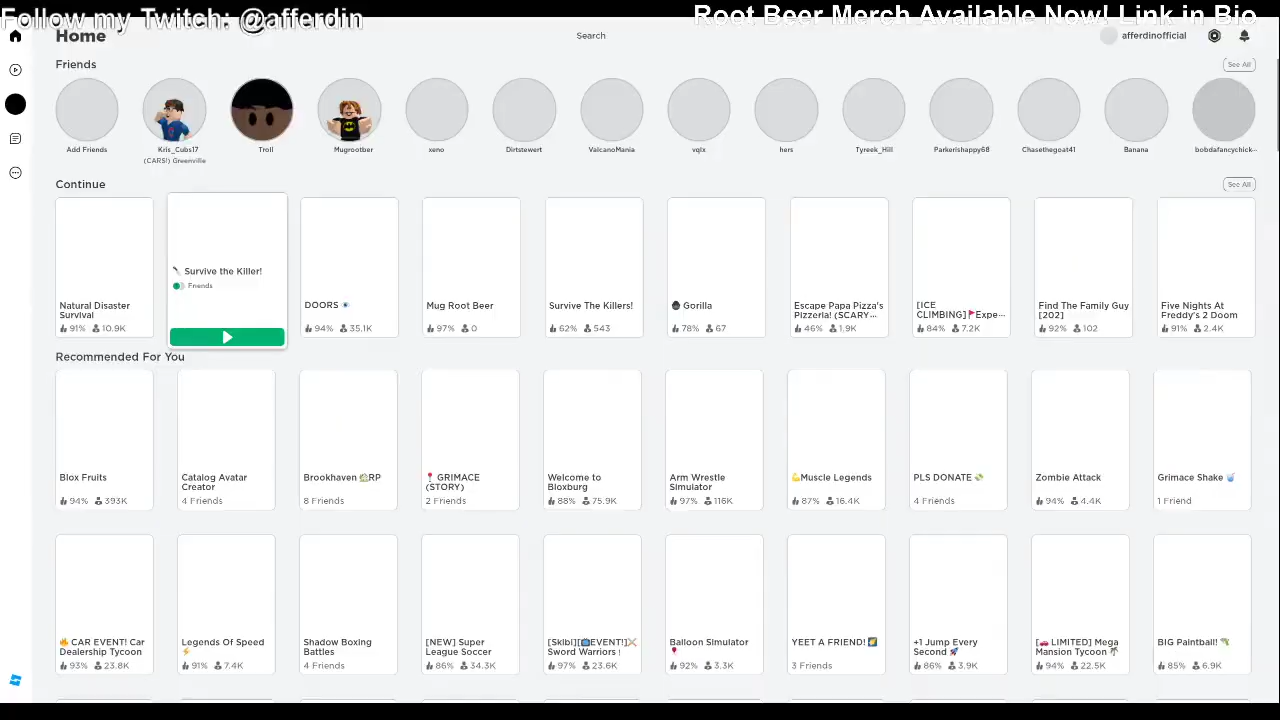 Follow my Twitch: @afferdin
Root Beer Merch Available Now! Link in Bio
Home
Search
afferdinofficial
Friends
See All
Add Friends
Kris_Cubs17
(CARS!) Greenville
Troll
Mugrootber
xeno
Dirtstewert
ValcanoMania
vqlx
hers
Tyreek_Hill
Parkerishappy68
Chasethegoat41
Banana
bobdafancychick...
Continue
See All
Natural Disaster
Survival
91% 10.9K
Survive the Killer!
Friends
DOORS
94% 35.1K
Mug Root Beer
97% 0
Survive The Killers!
62% 543
Gorilla
78% 67
Escape Papa Pizza's
Pizzeria! (SCARY...
46% 1.9K
[ICE
CLIMBING] Expe...
84% 7.2K
Find The Family Guy
[2022]
92% 102
Five Nights At
Freddy's 2 Doom
91% 2.4K
Recommended For You
Blox Fruits
94% 393K
Catalog Avatar
Creator
4 Friends
Brookhaven RP
8 Friends
GRIMACE
(STORY)
2 Friends
Welcome to
Bloxburg
88% 75.9K
Arm Wrestle
Simulator
97% 116K
Muscle Legends
87% 16.4K
PLS DONATE
4 Friends
Zombie Attack
94% 4.4K
Grimace Shake
1 Friend
CAR EVENT! Car
Dealership Tycoon
93% 23.8K
Legends Of Speed
91% 7.4K
Shadow Boxing
Battles
4 Friends
[NEW] Super
League Soccer
86% 34.3K
[Skibi][EVENT!]
Sword Warriors
97% 23.6K
Balloon Simulator
92% 3.3K
YEET A FRIEND!
3 Friends
+1 Jump Every
Second
86% 3.9K
[LIMITED] Mega
Mansion Tycoon
94% 22.5K
BIG Paintball!
85% 6.9K